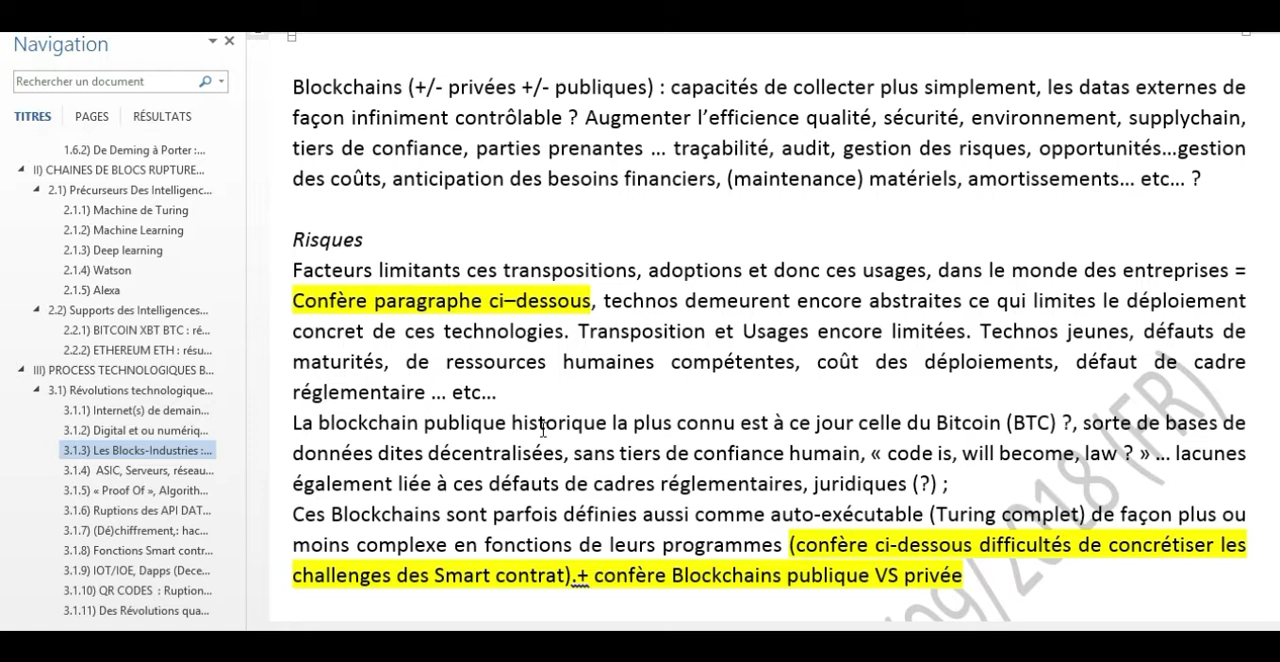 Navigation
Rechercher un document
TITRES PAGES RÉSULTATS
1.6.2) De Deming à Porter :...
II) CHAINES DE BLOCS RUPTURE...
2.1) Précurseurs Des Intelligenc...
2.1.1) Machine de Turing
2.1.2) Machine Learning
2.1.3) Deep learning
2.1.4) Watson
2.1.5) Alexa
2.2) Supports des Intelligences...
2.2.1) BITCOIN XBT BTC : ré...
2.2.2) ETHEREUM ETH : résu...
III) PROCESS TECHNOLOGIQUES B...
3.1) Révolutions technologique...
3.1.1) Internet(s) de demain...
3.1.2) Digital et ou numériq...
3.1.3) Les Blocks-Industries :...
3.1.4) ASIC, Serveurs, réseau...
3.1.5) « Proof Of », Algorith...
3.1.6) Ruptures des API DAT...
3.1.7) (Dé)chiffrement,: hac...
3.1.8) Fonctions Smart contr...
3.1.9) IOT/IOE, Dapps (Dece...
3.1.10) QR CODES : Ruption...
3.1.11) Des Révolutions qua...
Blockchains (+/- privées +/- publiques) : capacités de collecter plus simplement, les datas externes de
façon infiniment contrôlable ? Augmenter l’efficience qualité, sécurité, environnement, supplychain,
tiers de confiance, parties prenantes ... traçabilité, audit, gestion des risques, opportunités...gestion
des coûts, anticipation des besoins financiers, (maintenance) matériels, amortissements... etc... ?
Risques
Facteurs limitants ces transpositions, adoptions et donc ces usages, dans le monde des entreprises =
Confère paragraphe ci–dessous, technos demeurent encore abstraites ce qui limites le déploiement
concret de ces technologies. Transposition et Usages encore limitées. Technos jeunes, défauts de
maturités, de ressources humaines compétentes, coût des déploiements, défaut de cadre
réglementaire ... etc...
La blockchain publique historique la plus connu est à ce jour celle du Bitcoin (BTC) ?, sorte de bases de
données dites décentralisées, sans tiers de confiance humain, « code is, will become, law ? » ... lacunes
également liée à ces défauts de cadres réglementaires, juridiques (?) ;
Ces Blockchains sont parfois définies aussi comme auto-exécutable (Turing complet) de façon plus ou
moins complexe en fonctions de leurs programmes (confère ci-dessous difficultés de concrétiser les
challenges des Smart contrat).+ confère Blockchains publique VS privée
/2018 (FR)